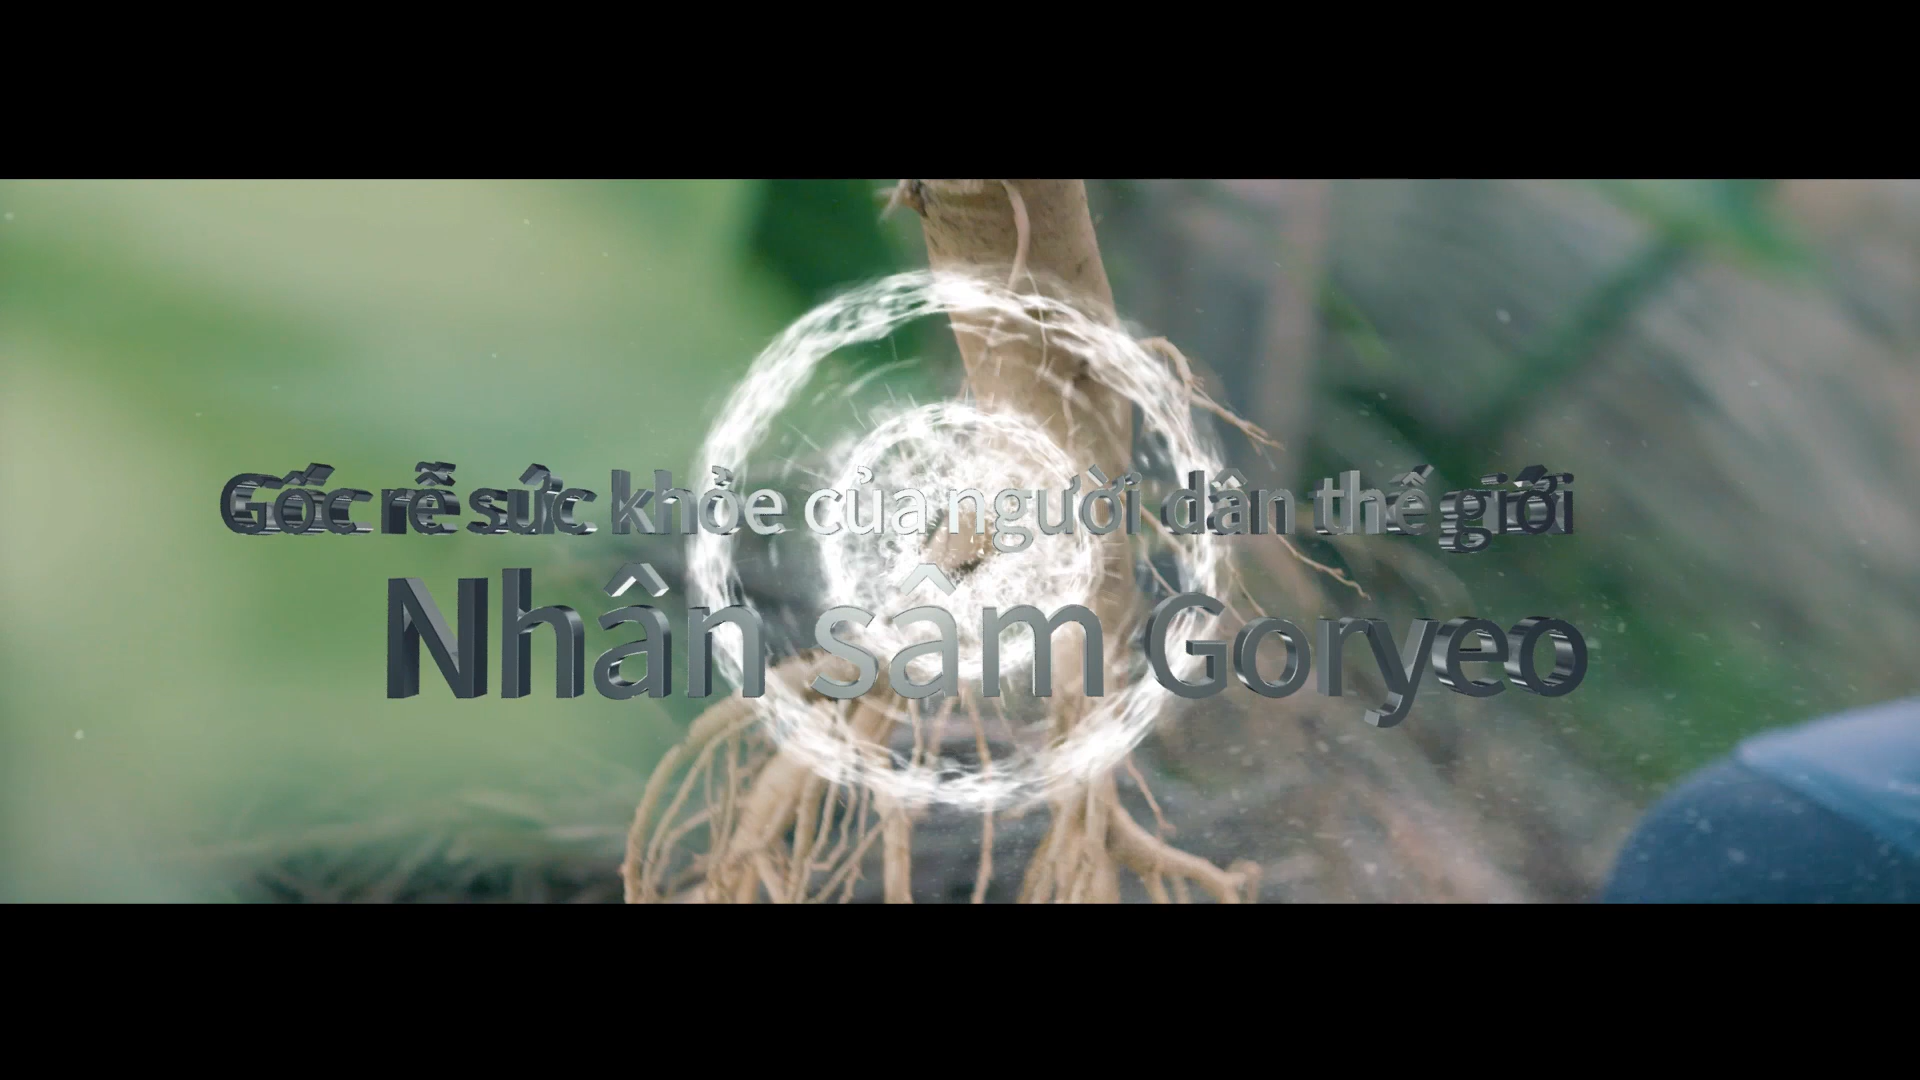 Gốc rễ sức khỏe của người dân thế giới
Nhân sâm Goryeo